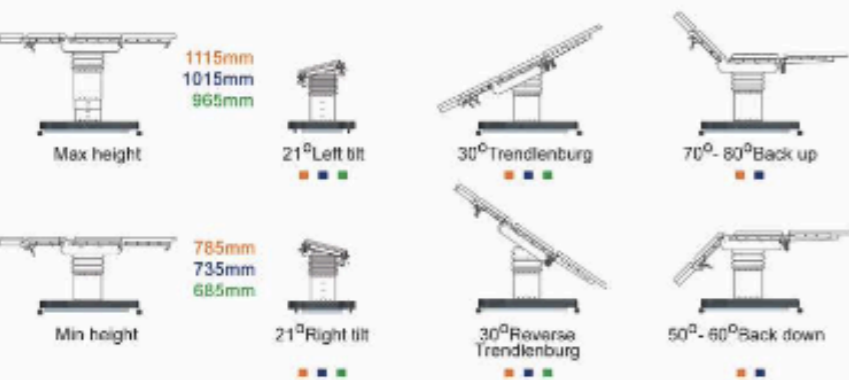 1115mm
1015mm
965mm
Max height
21°Left tilt
30°Trendlenburg
70°- 80°Back up
785mm
735mm
685mm
Min height
21°Right tilt
30°Reverse
Trendlenburg
50°- 60°Back down